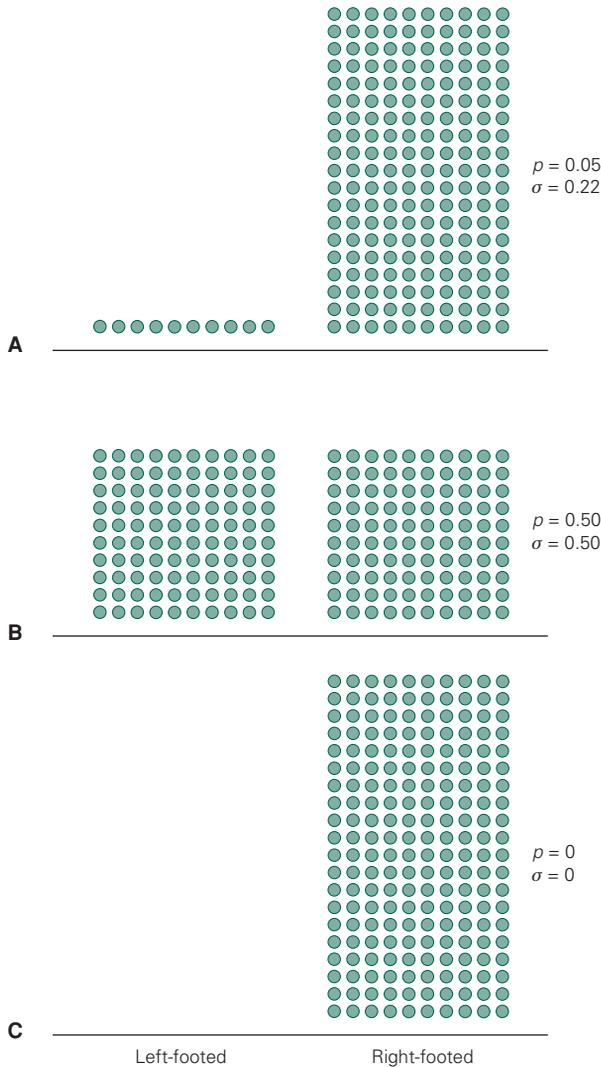 p = 0.05
σ = 0.22
A
p = 0.50
σ = 0.50
B
p = 0
σ = 0
C
Left-footed Right-footed